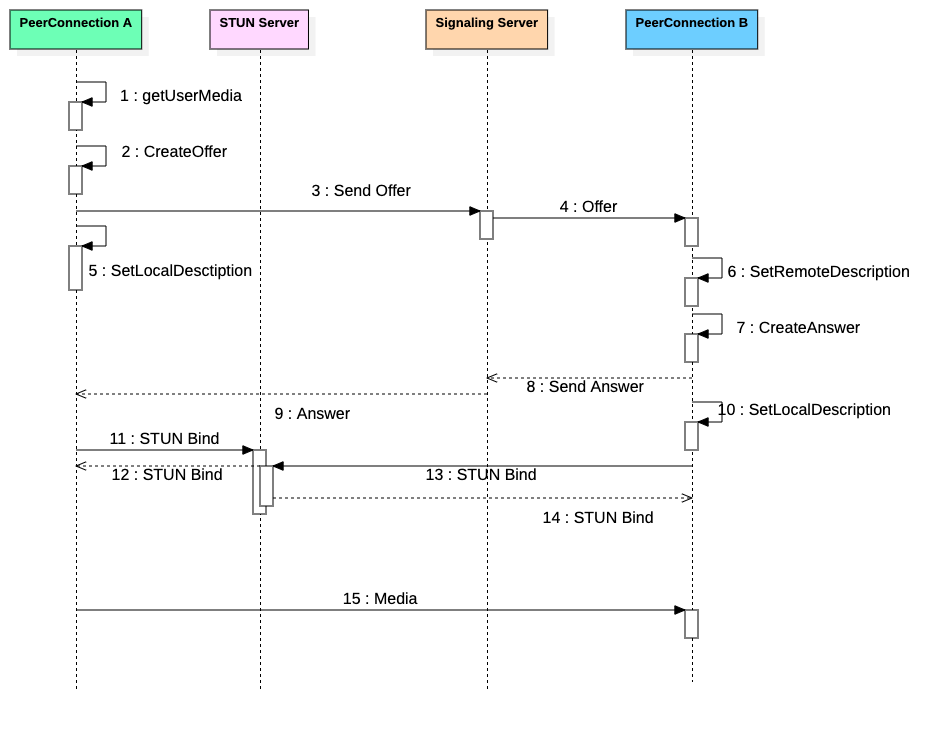 PeerConnection A
STUN Server
Signaling Server
PeerConnection B
1 : getUserMedia
2 : CreateOffer
3 : Send Offer
4 : Offer
5 : SetLocalDesctiption
6 : SetRemoteDescription
7 : CreateAnswer
8 : Send Answer
9 : Answer
10 : SetLocalDescription
11 : STUN Bind
12 : STUN Bind
13 : STUN Bind
14 : STUN Bind
15 : Media